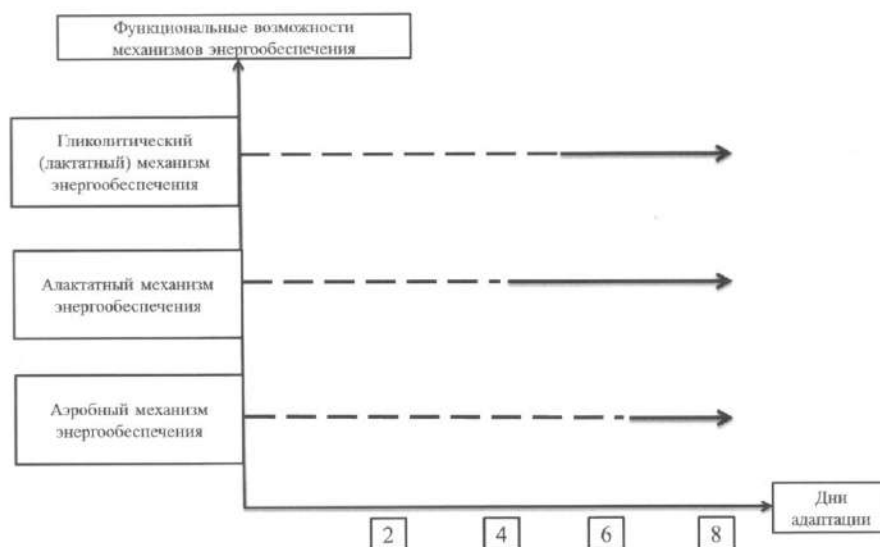 Функциональные возможности
механизмов энергообеспечения
Гликолитический
(лактатный) механизм
энергообеспечения
Алактатный механизм
энергообеспечения
Аэробный механизм
энергообеспечения
Дни
адаптации
2
4
6
8